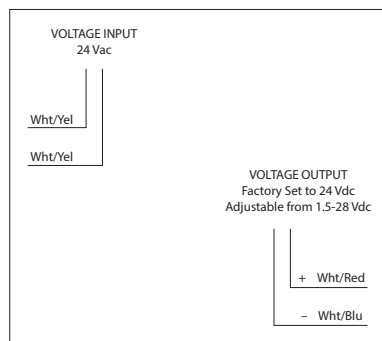 VOLTAGE INPUT
24 Vac
Wht/Yel
Wht/Yel
VOLTAGE OUTPUT
Factory Set to 24 Vdc
Adjustable from 1.5-28 Vdc
+ Wht/Red
– Wht/Blu